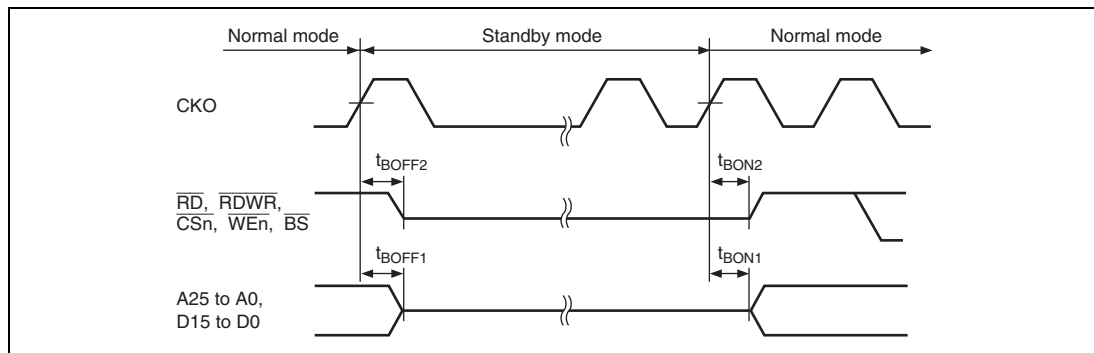 Normal mode Standby mode Normal mode
CKO
tBOFF2 tBON2
RD, RDWR,
CSn, WEn, BS
tBOFF1 tBON1
A25 to A0,
D15 to D0